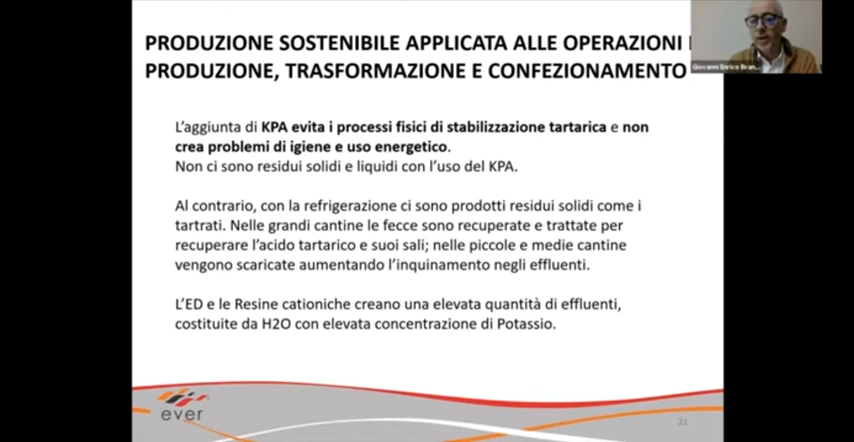 PRODUZIONE SOSTENIBILE APPLICATA ALLE OPERAZIONI
PRODUZIONE, TRASFORMAZIONE E CONFEZIONAMENTO
Giovanni Enrico Bran...
L’aggiunta di KPA evita i processi fisici di stabilizzazione tartarica e non
crea problemi di igiene e uso energetico.
Non ci sono residui solidi e liquidi con l’uso del KPA.
Al contrario, con la refrigerazione ci sono prodotti residui solidi come i
tartrati. Nelle grandi cantine le fecce sono recuperate e trattate per
recuperare l’acido tartarico e suoi sali; nelle piccole e medie cantine
vengono scaricate aumentando l’inquinamento negli effluenti.
L’ED e le Resine cationiche creano una elevata quantità di effluenti,
costituite da H2O con elevata concentrazione di Potassio.
ever
21